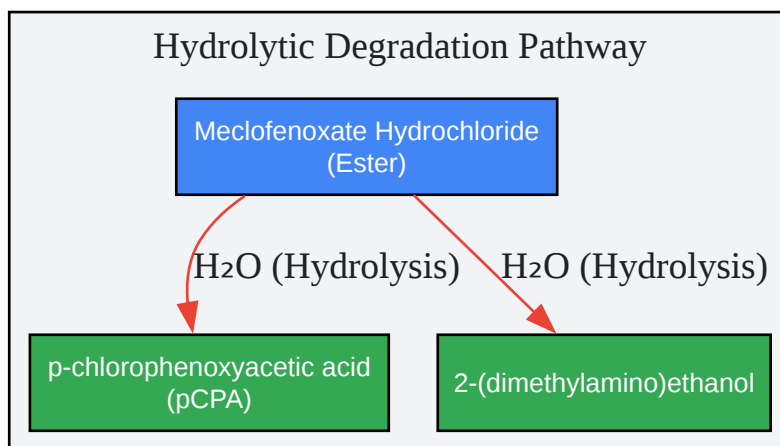 Hydrolytic Degradation Pathway
Meclofenoxate Hydrochloride
(Ester)
H₂O (Hydrolysis)
H₂O (Hydrolysis)
p-chlorophenoxyacetic acid
(pCPA)
2-(dimethylamino)ethanol